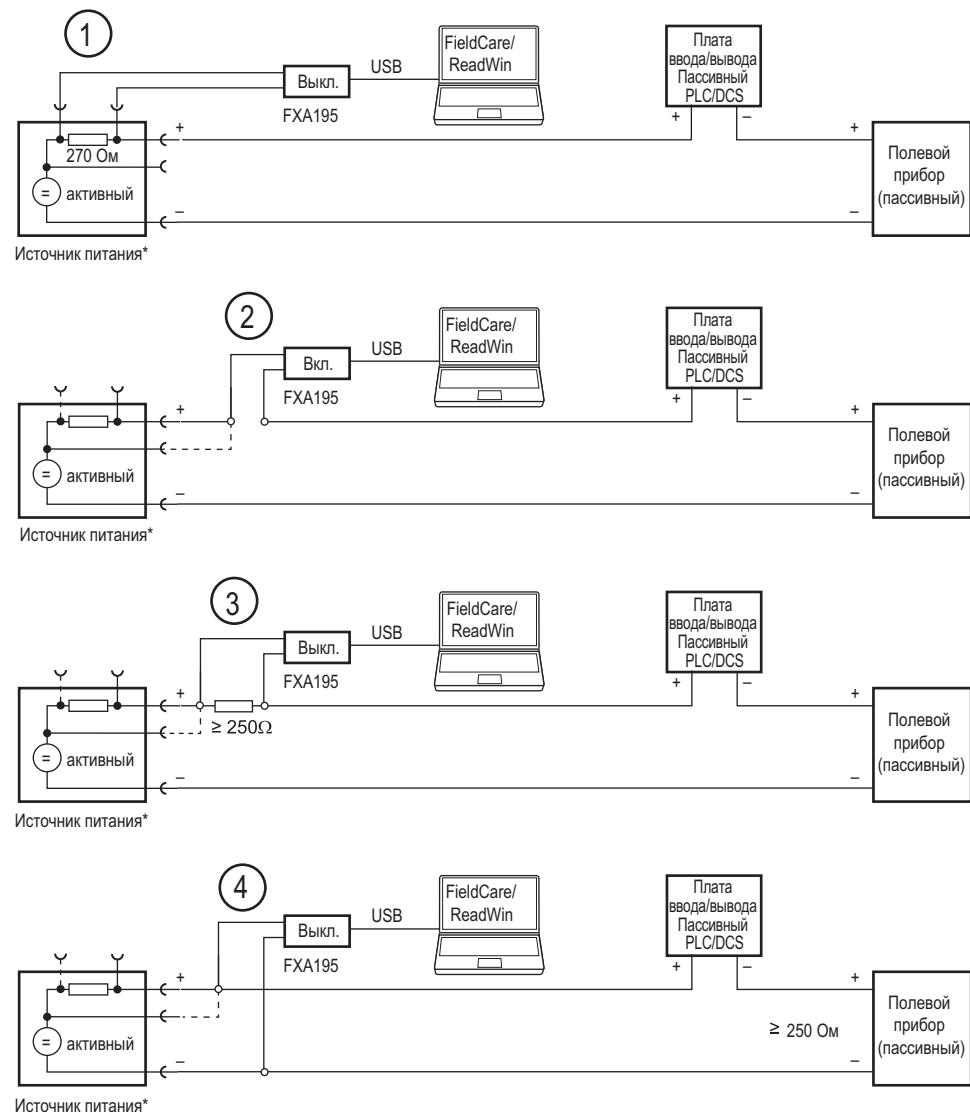 1
FieldCare/
ReadWin
USB
Выкл.
FXA195
Плата
ввода/вывода
Пассивный
PLC/DCS
+
–
+
+
270 Ом
= активный
–
–
Полевой
прибор
(пассивный)
Источник питания*
2
FieldCare/
ReadWin
USB
Вкл.
FXA195
Плата
ввода/вывода
Пассивный
PLC/DCS
+
–
+
+
= активный
–
–
Полевой
прибор
(пассивный)
Источник питания*
3
FieldCare/
ReadWin
USB
Выкл.
FXA195
Плата
ввода/вывода
Пассивный
PLC/DCS
+
–
+
+
≥ 250Ω
= активный
–
–
Полевой
прибор
(пассивный)
Источник питания*
4
FieldCare/
ReadWin
USB
Выкл.
FXA195
Плата
ввода/вывода
Пассивный
PLC/DCS
+
–
+
+
≥ 250 Ом
= активный
–
–
Полевой
прибор
(пассивный)
Источник питания*